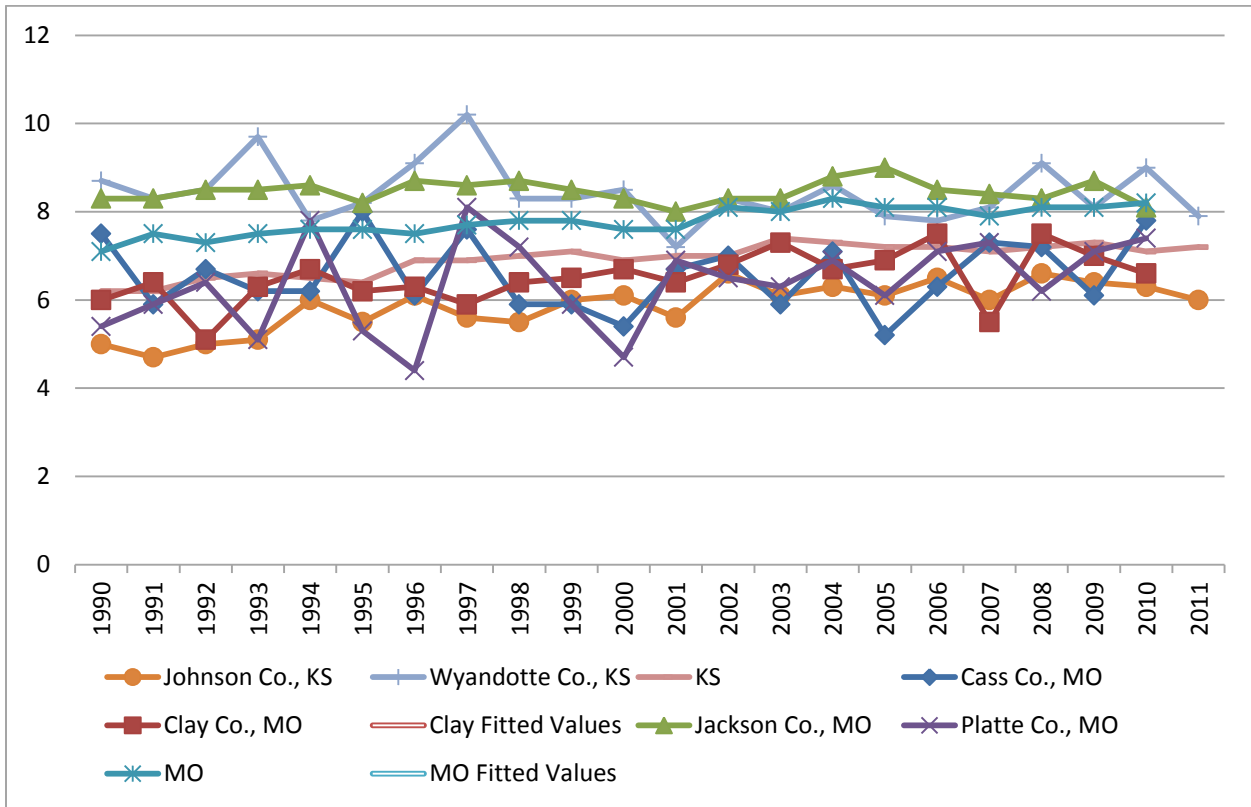 12
10
8
6
4
2
0
1990 1991 1992 1993 1994 1995 1996 1997 1998 1999 2000 2001 2002 2003 2004 2005 2006 2007 2008 2009 2010 2011
Johnson Co., KS Wyandotte Co., KS KS Cass Co., MO
Clay Co., MO Clay Fitted Values Jackson Co., MO Platte Co., MO
MO MO Fitted Values